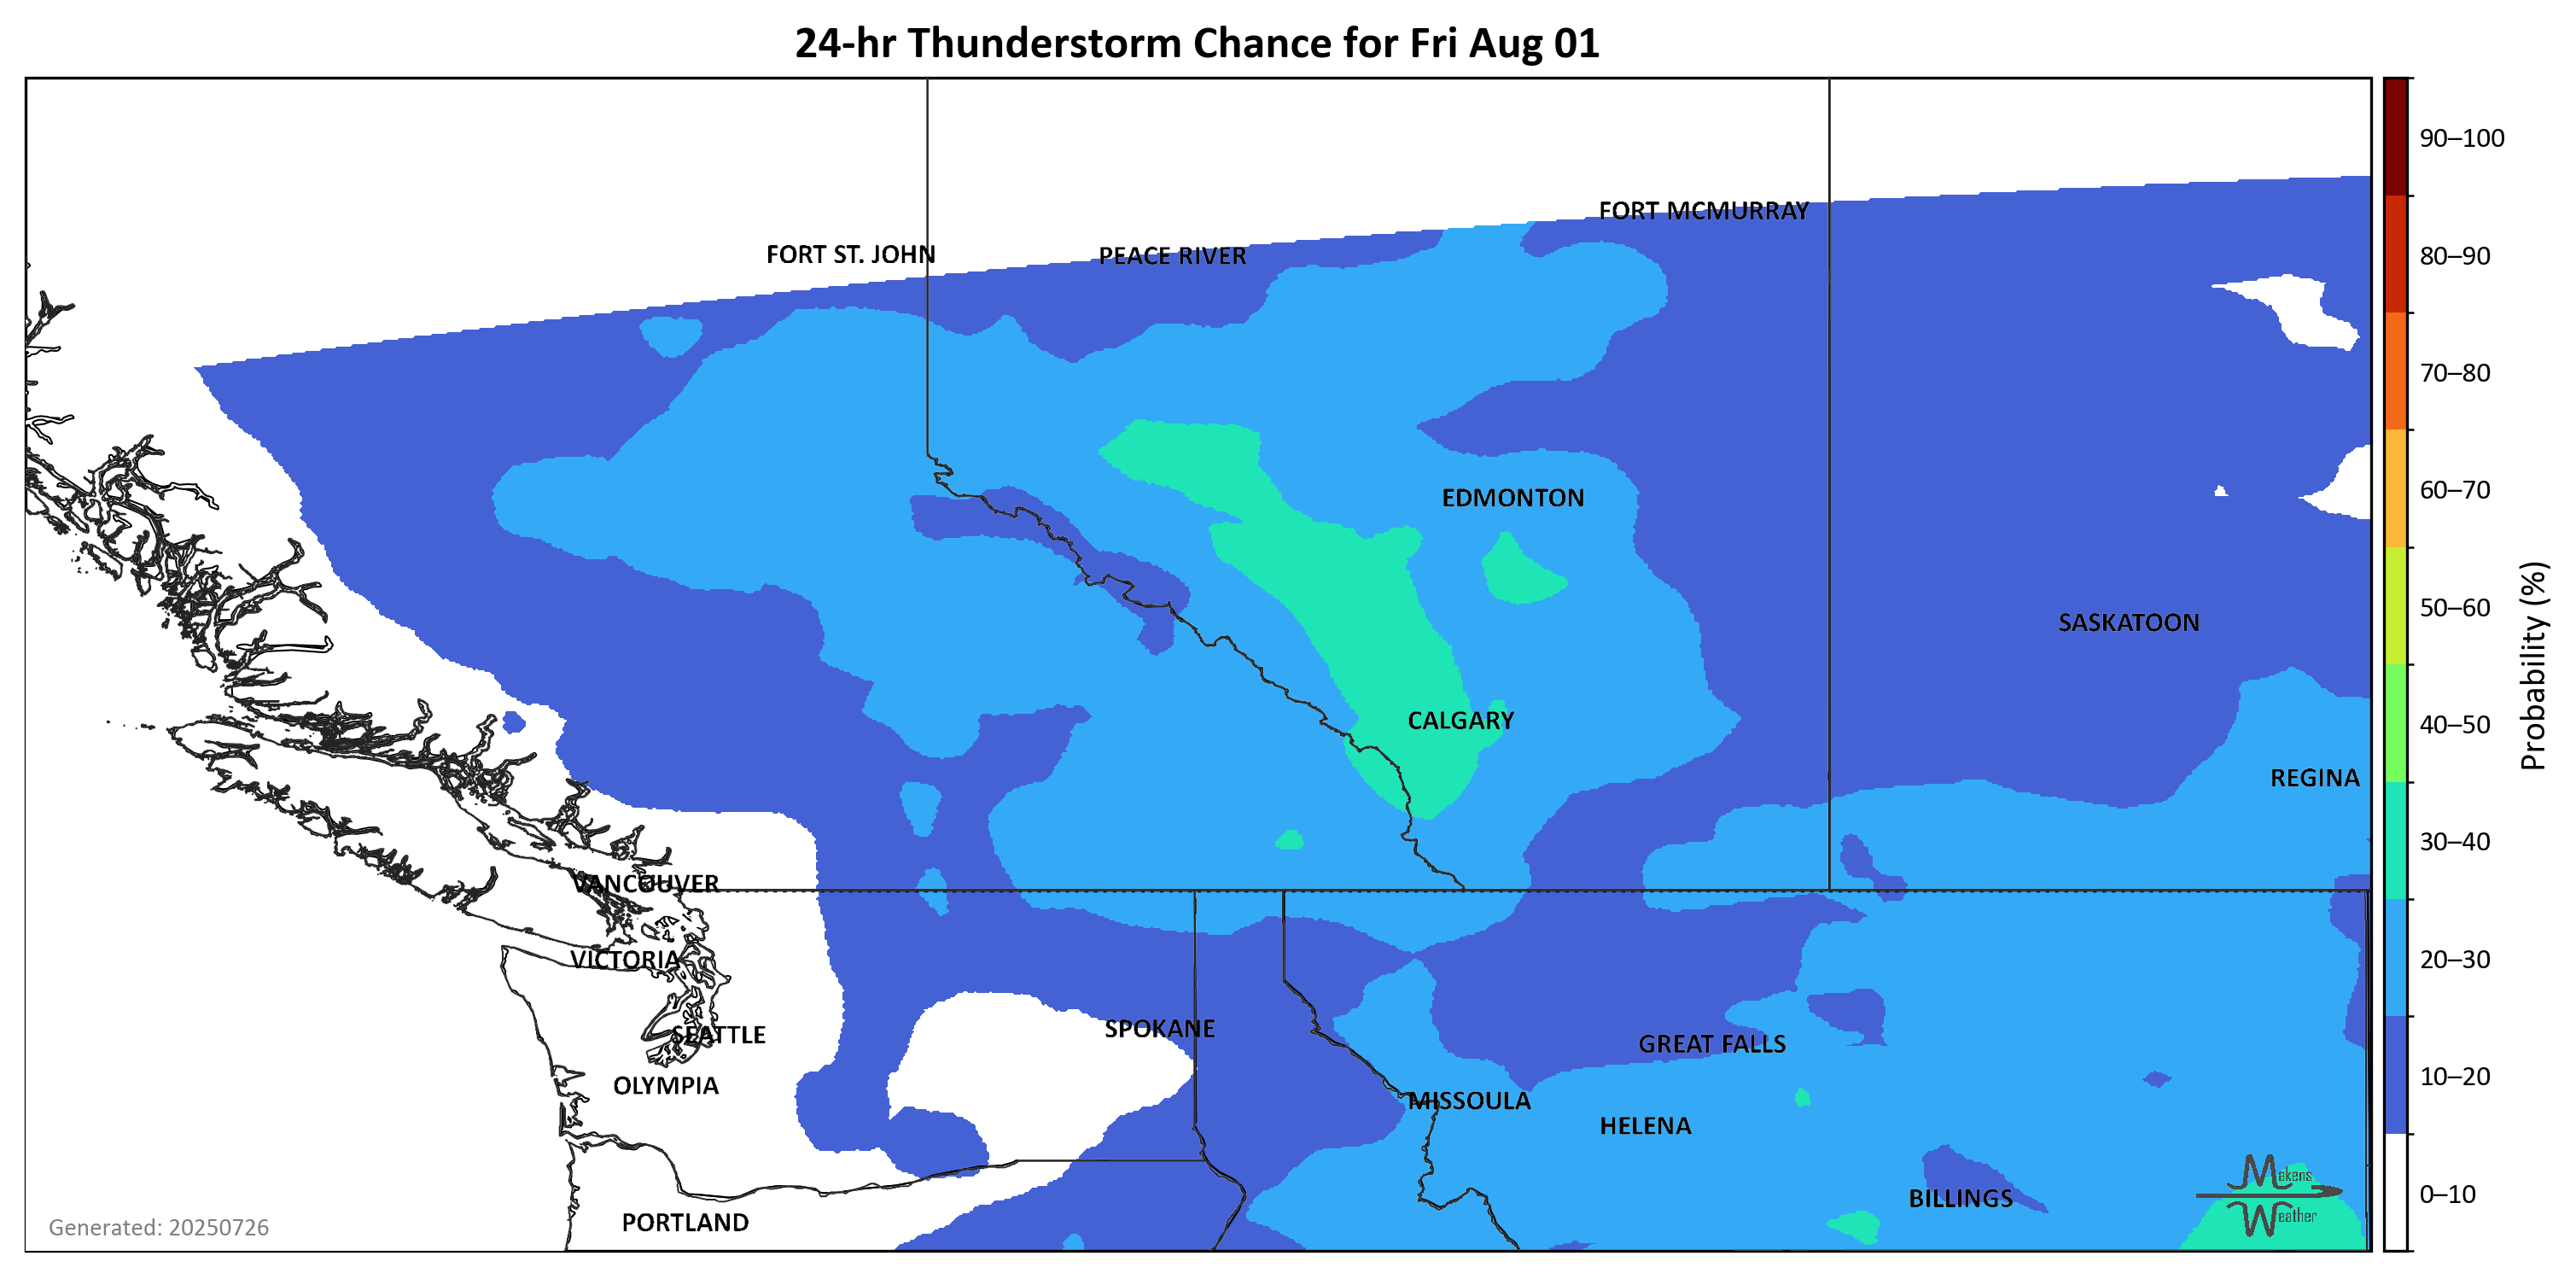 24-hr Thunderstorm Chance for Fri Aug 01
90–100
FORT MCMURRAY
FORT ST. JOHN
PEACE RIVER
80–90
70–80
EDMONTON
60–70
SASKATOON
50–60
Probability (%)
CALGARY
40–50
REGINA
30–40
VANCOUVER
VICTORIA
20–30
SPOKANE
SEATTLE
GREAT FALLS
OLYMPIA
10–20
MISSOULA
HELENA
Makens
Weather
BILLINGS
0–10
PORTLAND
Generated: 20250726